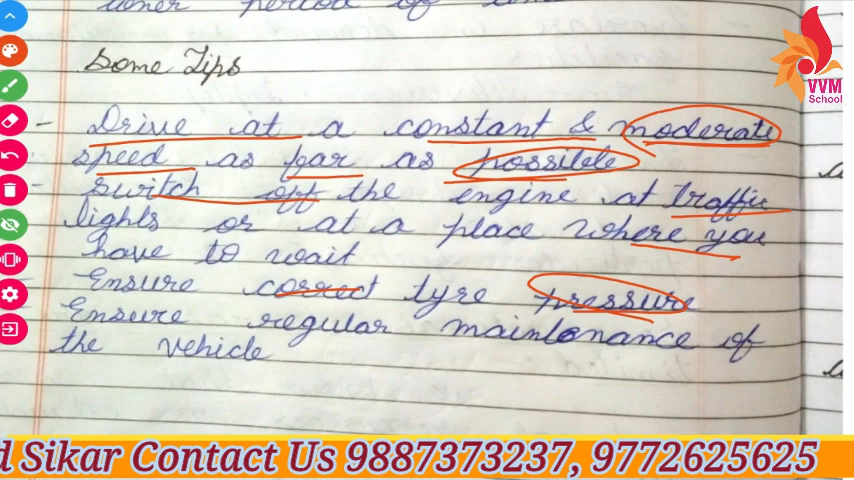 Some Tips
- Drive at a constant & moderate
speed as far as possible
- Switch off the engine at traffic
lights or at a place where you
have to wait
Ensure correct tyre pressure
Ensure regular maintenance of
the vehicle
VVM
School
d Sikar Contact Us 9887373237, 9772625625